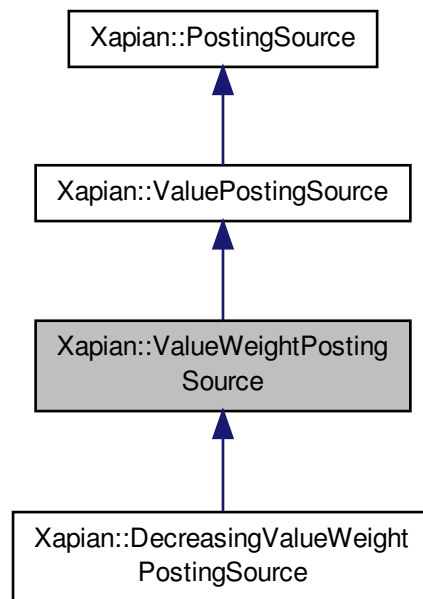 Xapian::PostingSource
Xapian::ValuePostingSource
Xapian::ValueWeightPosting
Source
Xapian::DecreasingValueWeight
PostingSource